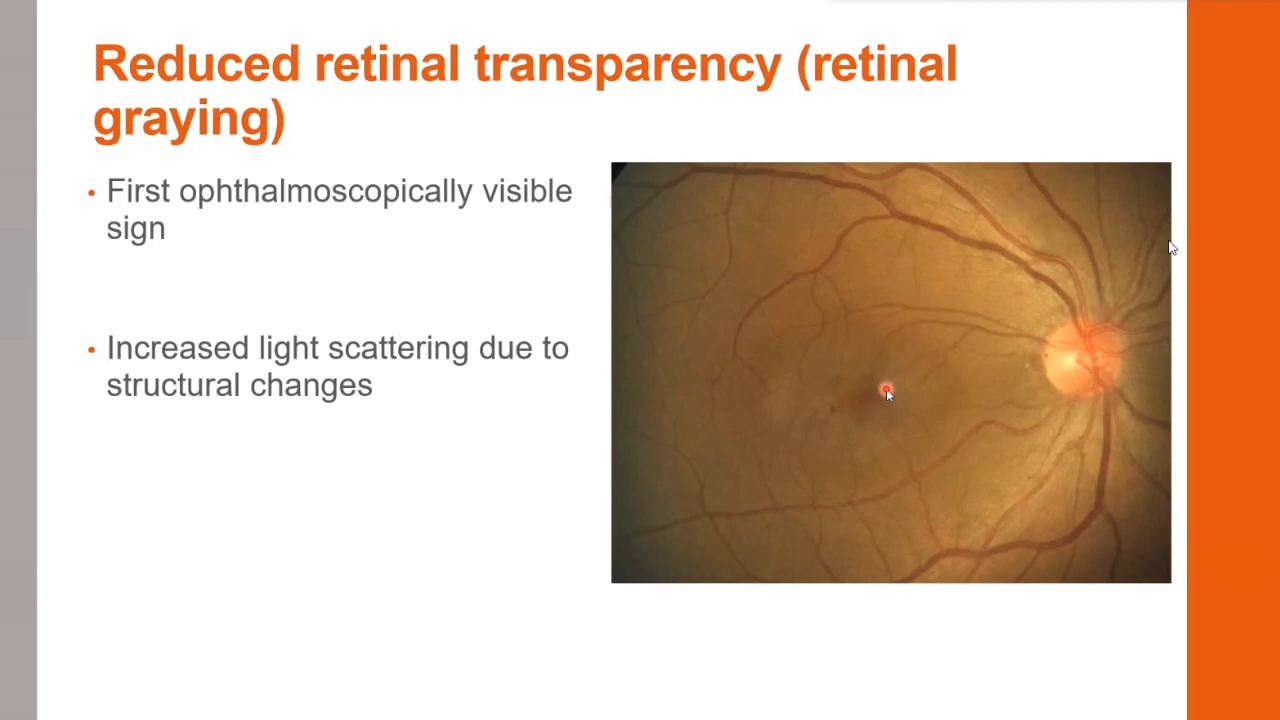 Reduced retinal transparency (retinal
graying)
• First ophthalmoscopically visible
sign
• Increased light scattering due to
structural changes